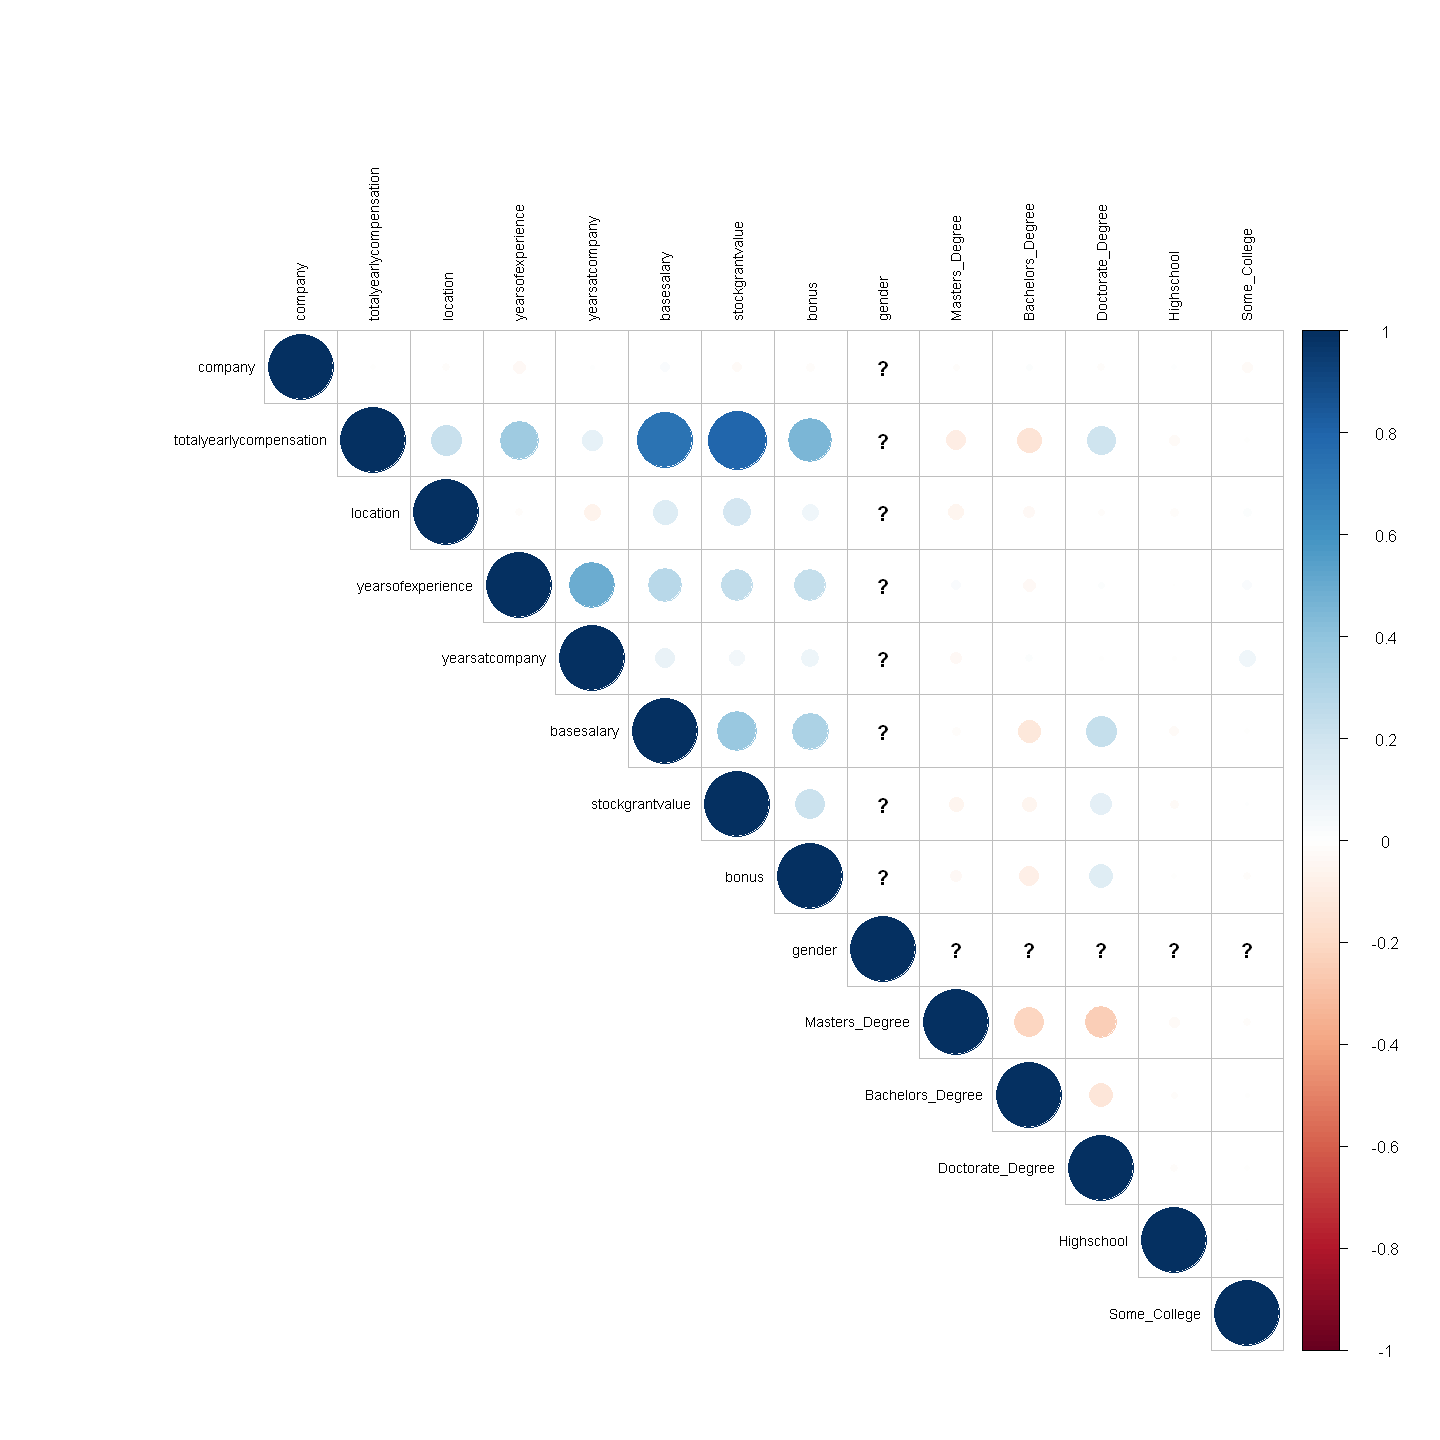 company
totalyearlycompensation
location
yearsofexperience
yearsatcompany
basesalary
stockgrantvalue
bonus
gender
Masters_Degree
Bachelors_Degree
Doctorate_Degree
Highschool
Some_College
1
company ?
totalyearlycompensation ?
0.8
location ?
0.6
yearsofexperience ?
0.4
yearsatcompany ?
basesalary ?
0.2
stockgrantvalue ?
0
bonus ?
-0.2
gender ? ? ? ? ?
Masters_Degree
-0.4
Bachelors_Degree
-0.6
Doctorate_Degree
Highschool
-0.8
Some_College
-1